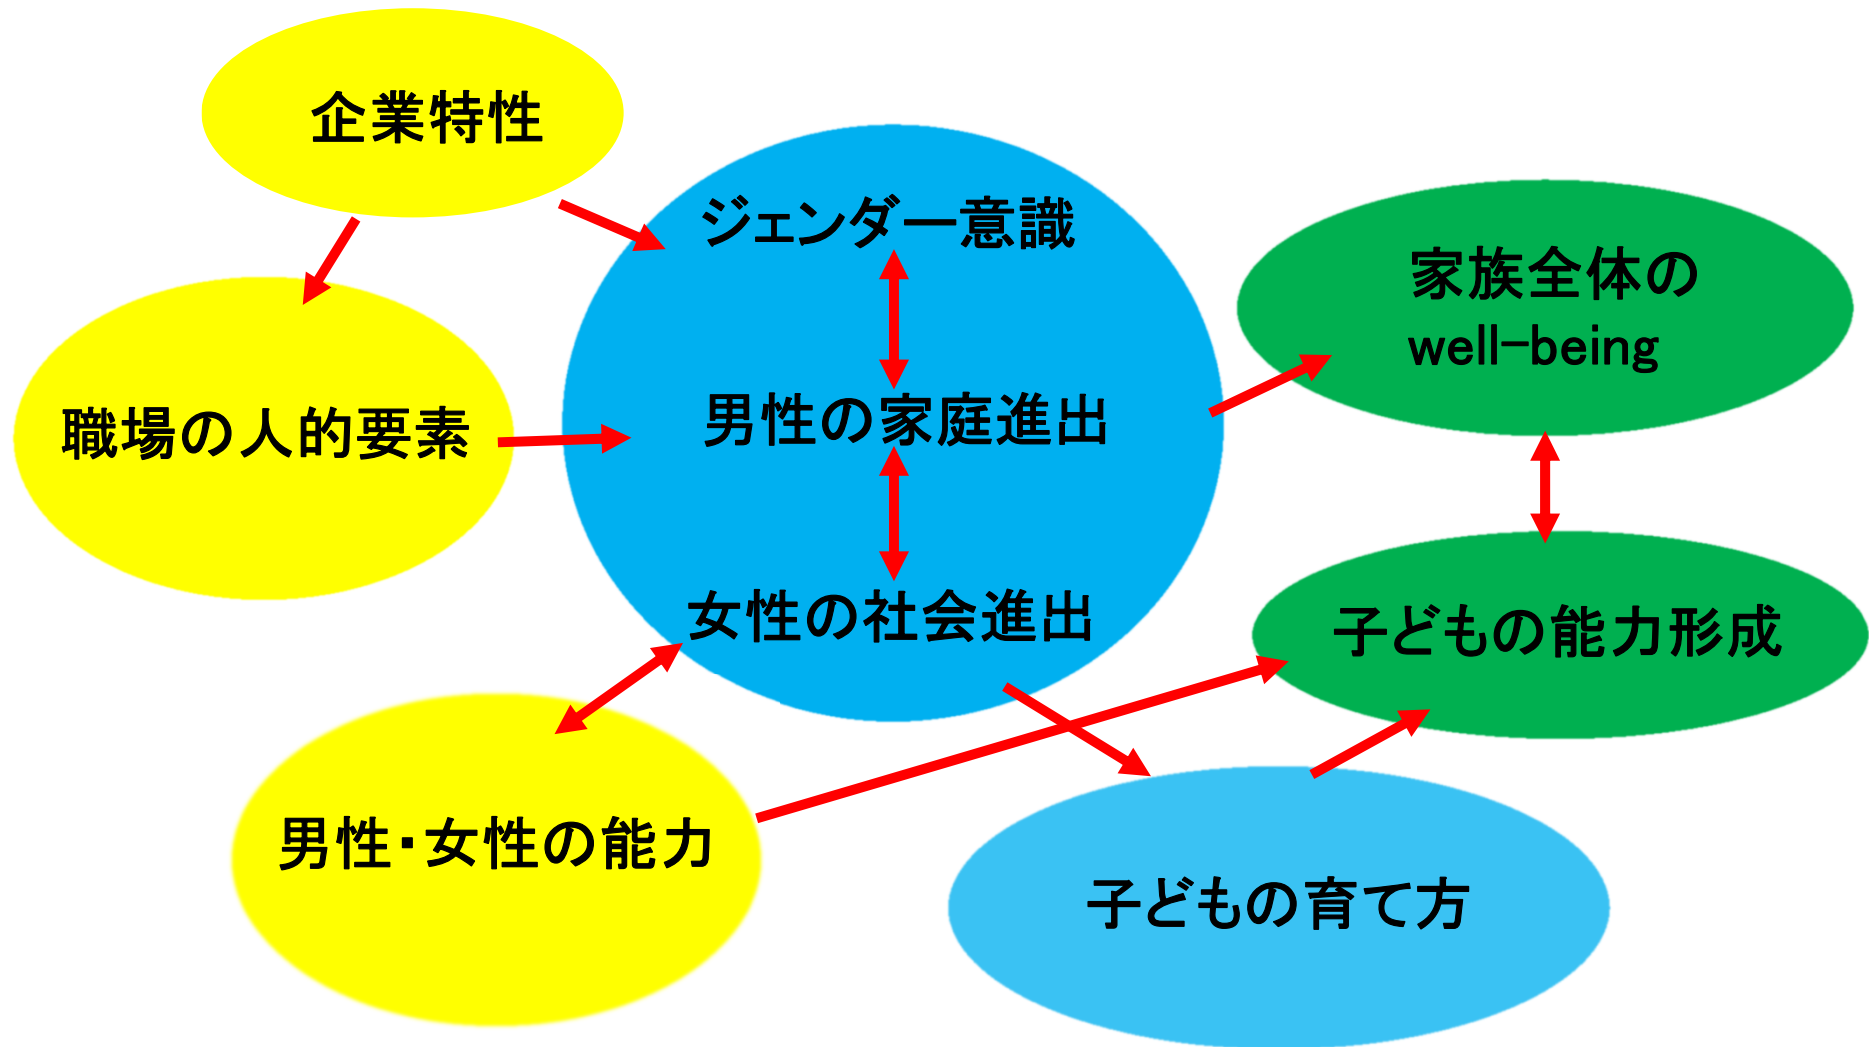 企業特性
ジェンダー意識
家族全体の
well-being
職場の人的要素
男性の家庭進出
女性の社会進出
子どもの能力形成
男性・女性の能力
子どもの育て方